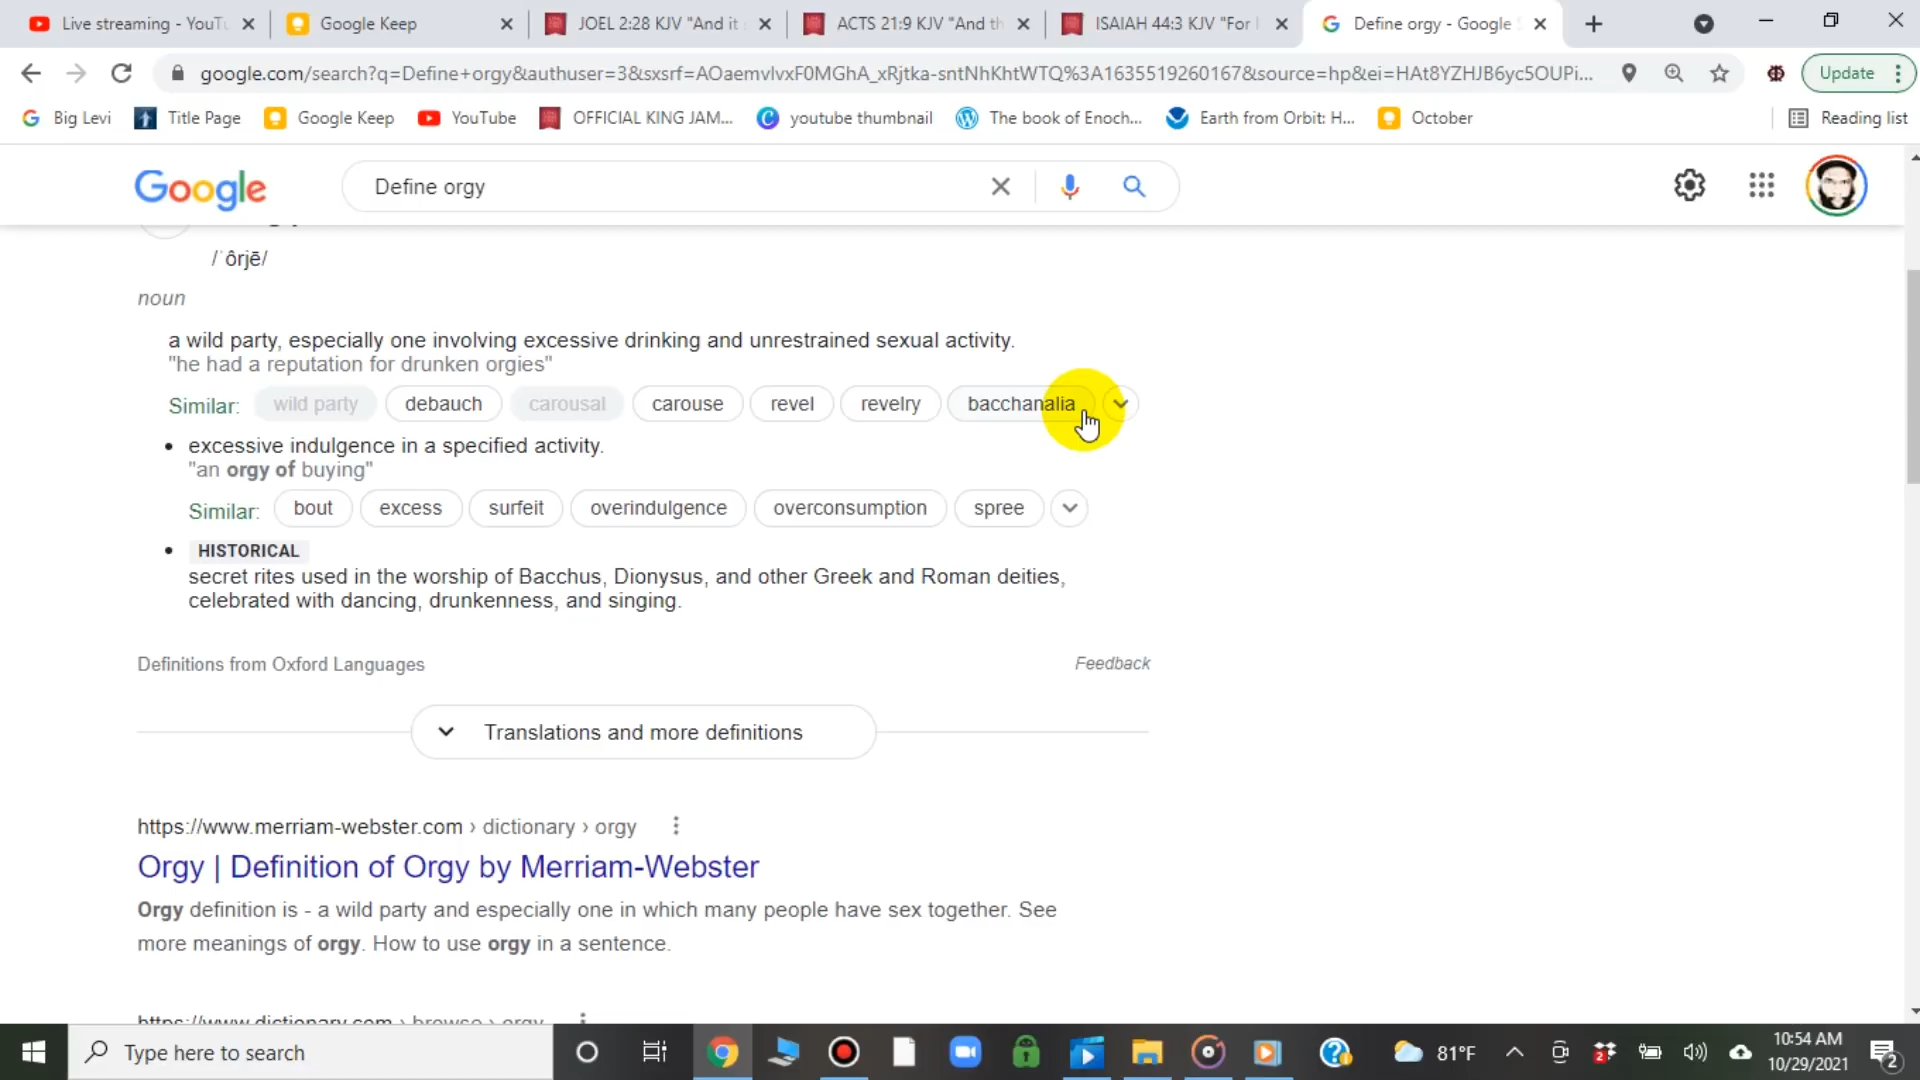 Live streaming - YouTu
Google Keep
JOEL 2:28 KJV "And it
ACTS 21:9 KJV "And th
ISAIAH 44:3 KJV "For I
Define orgy - Google
google.com/search?q=Define+orgy&authuser=3&sxsrf=AOaemvIvxF0MGhA_xRjtka-sntNhKhtWTQ%3A1635519260167&source=hp&ei=HAt8YZHJB6yc5OUPi...
Update
Big Levi
Title Page
Google Keep
YouTube
OFFICIAL KING JAM...
youtube thumbnail
The book of Enoch...
Earth from Orbit: H...
October
Reading list
Google
Define orgy
/ˈôrjē/
noun
a wild party, especially one involving excessive drinking and unrestrained sexual activity.
"he had a reputation for drunken orgies"
Similar: wild party debauch carousal carouse revel revelry bacchanalia
• excessive indulgence in a specified activity.
"an orgy of buying"
Similar: bout excess surfeit overindulgence overconsumption spree
• HISTORICAL
secret rites used in the worship of Bacchus, Dionysus, and other Greek and Roman deities,
celebrated with dancing, drunkenness, and singing.
Definitions from Oxford Languages
Feedback
Translations and more definitions
https://www.merriam-webster.com › dictionary › orgy
Orgy | Definition of Orgy by Merriam-Webster
Orgy definition is - a wild party and especially one in which many people have sex together. See
more meanings of orgy. How to use orgy in a sentence.
https://www.dictionary.com › browse › orgy
Type here to search
81°F
2
10:54 AM
10/29/2021
2